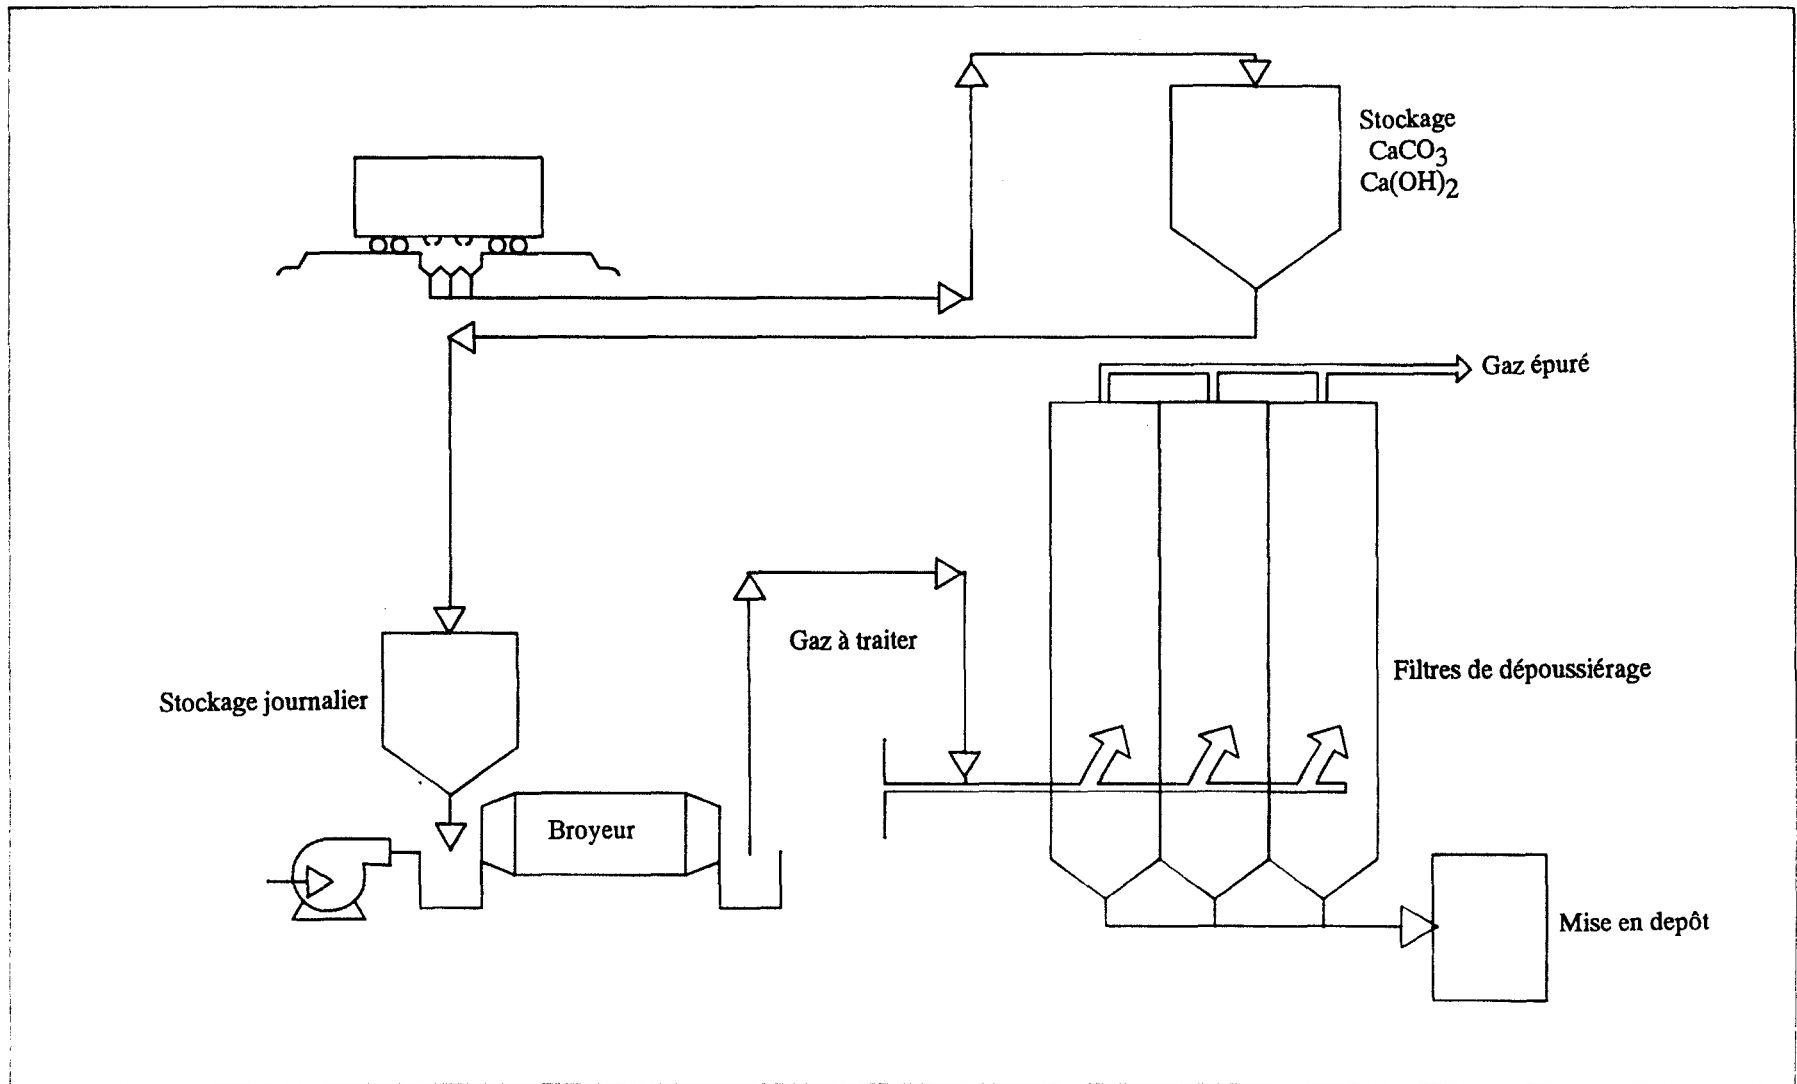 Stockage
CaCO3
Ca(OH)2
Gaz épuré
Gaz à traiter
Filtres de dépoussiérage
Stockage journalier
Broyeur
Mise en depôt